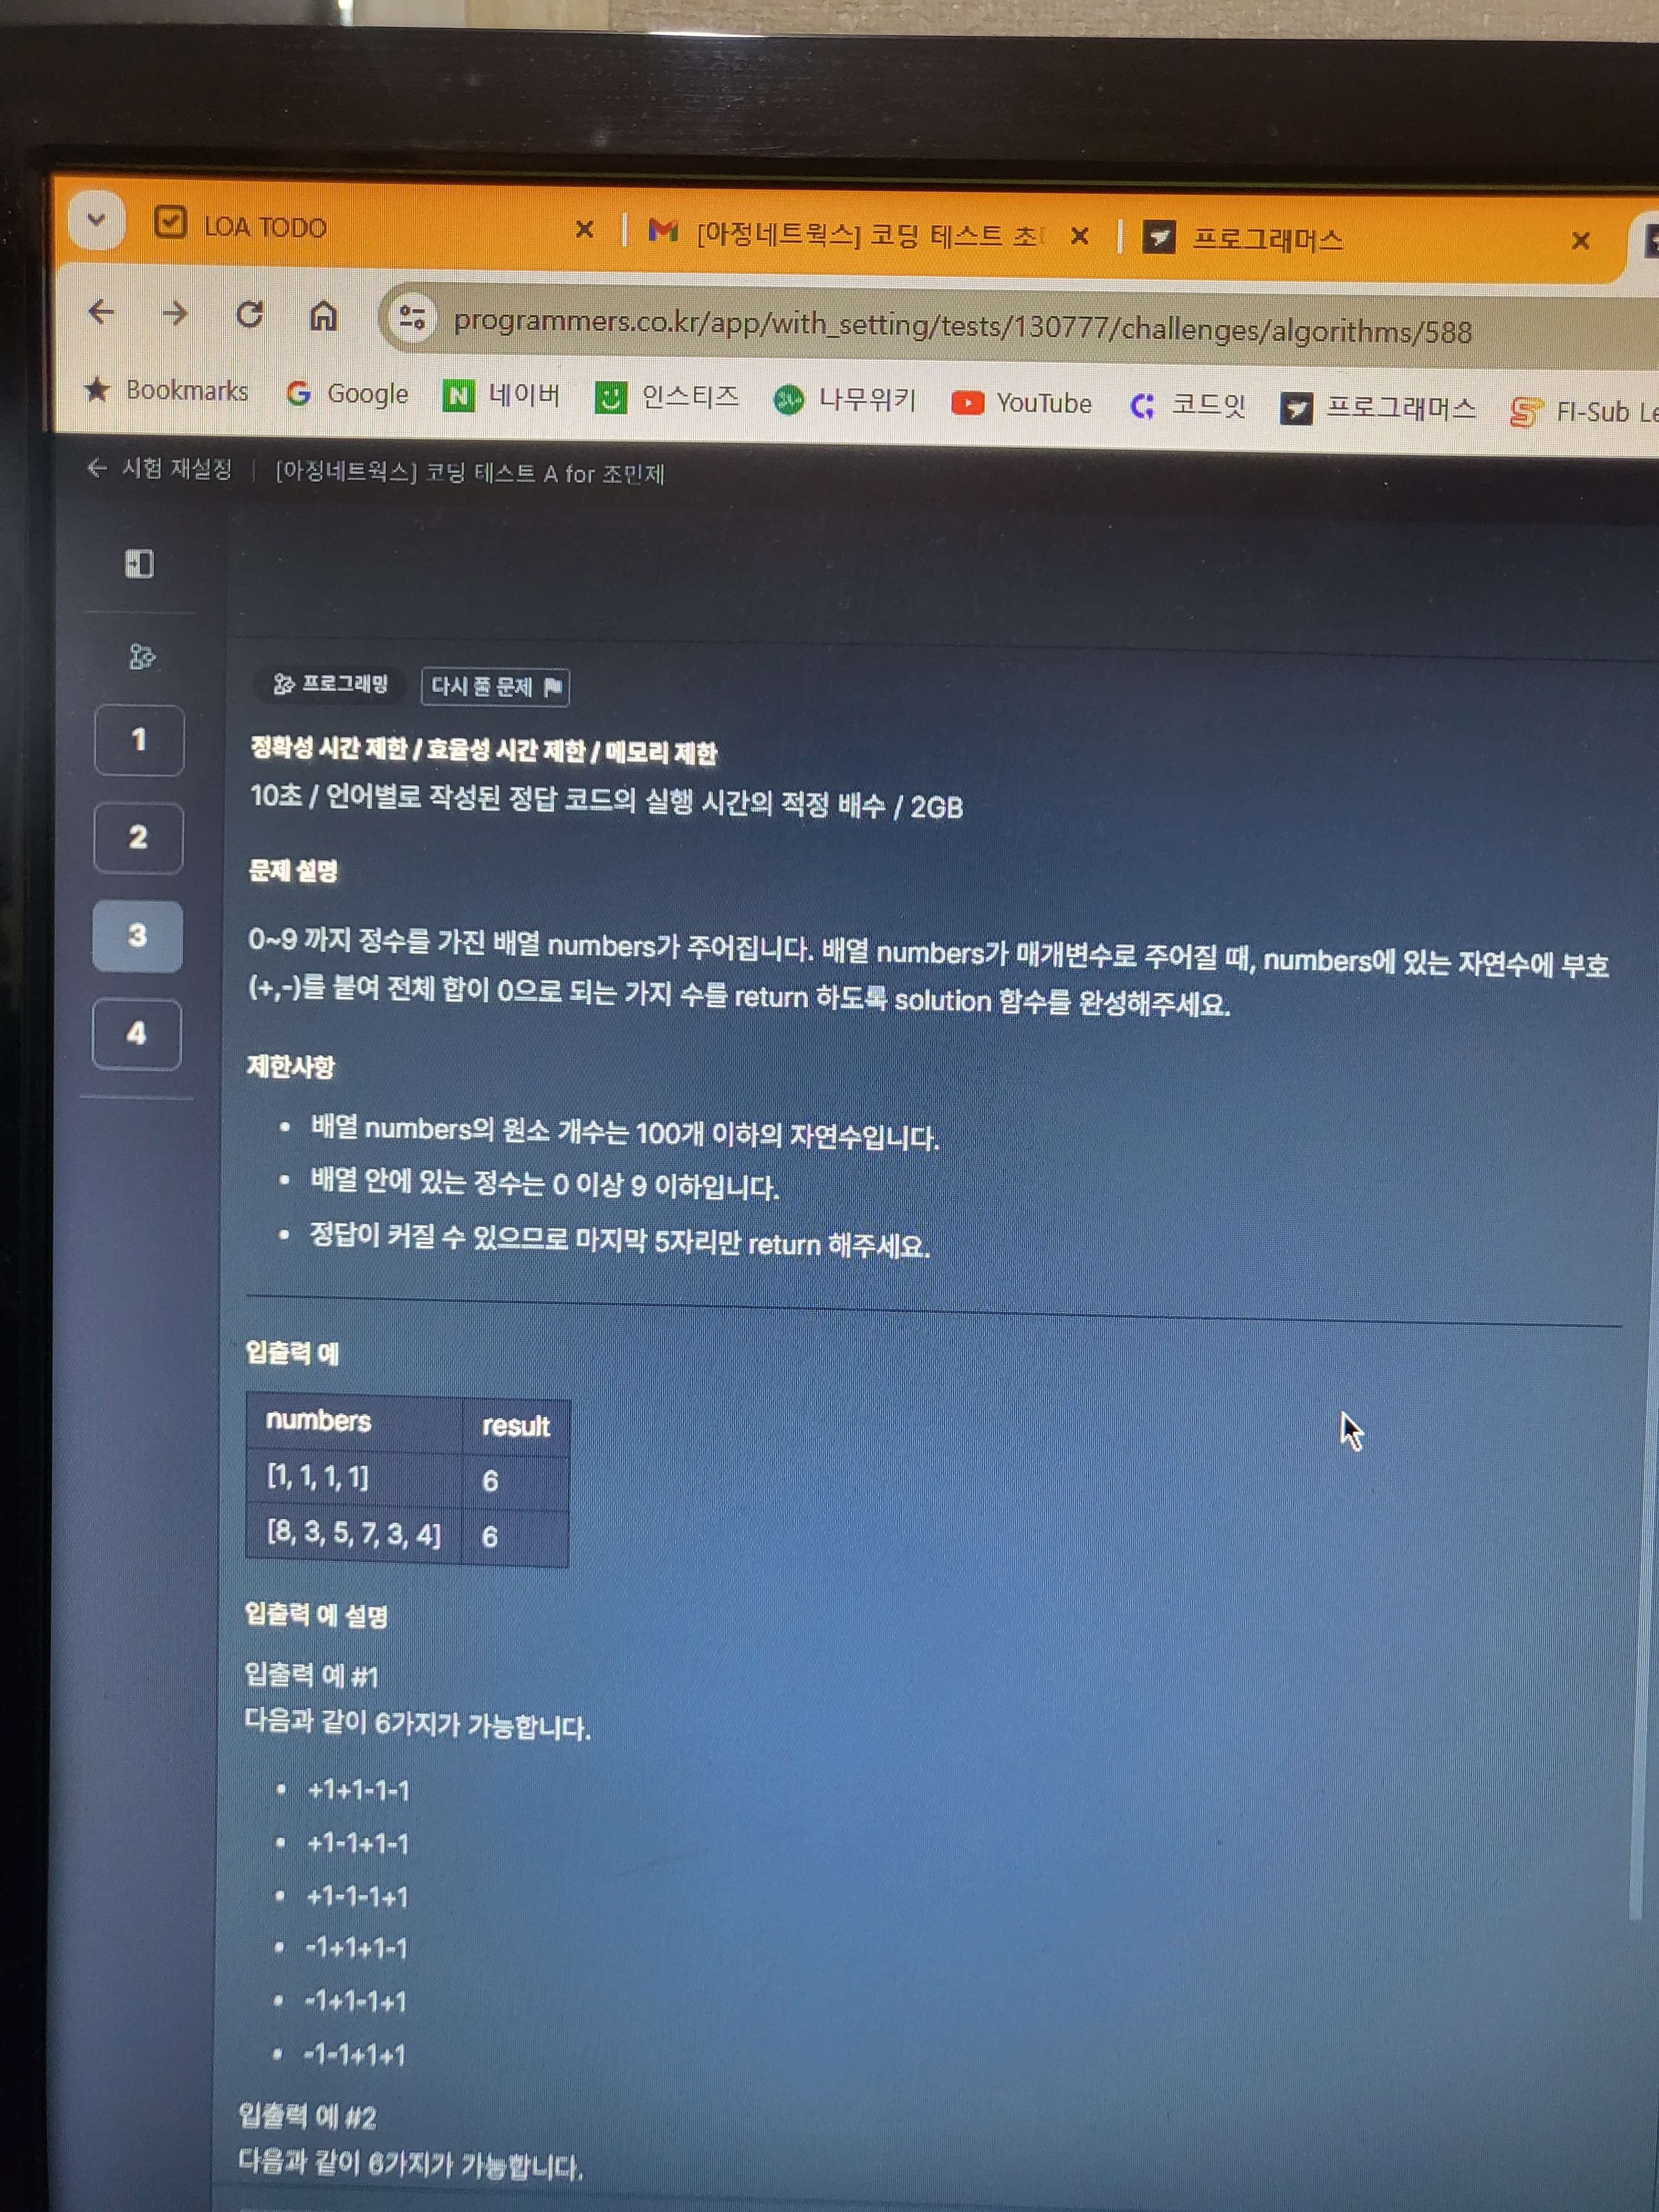 LOA TODO
[아정네트웍스] 코딩 테스트 초
프로그래머스
programmers.co.kr/app/with_setting/tests/130777/challenges/algorithms/588
Bookmarks Google 네이버 인스티즈 나무위키 YouTube 코드잇 프로그래머스 FI-Sub Le
시험 재설정 | [아정네트웍스] 코딩 테스트 A for 조민제
1
2
3
4
프로그래밍 다시 풀 문제
정확성 시간 제한 / 효율성 시간 제한 / 메모리 제한
10초 / 언어별로 작성된 정답 코드의 실행 시간의 적정 배수 / 2GB
문제 설명
0~9 까지 정수를 가진 배열 numbers가 주어집니다. 배열 numbers가 매개변수로 주어질 때, numbers에 있는 자연수에 부호
(+,-)를 붙여 전체 합이 0으로 되는 가지 수를 return 하도록 solution 함수를 완성해주세요.
제한사항
• 배열 numbers의 원소 개수는 100개 이하의 자연수입니다.
• 배열 안에 있는 정수는 0 이상 9 이하입니다.
• 정답이 커질 수 있으므로 마지막 5자리만 return 해주세요.
입출력 예
numbers result
[1, 1, 1, 1] 6
[8, 3, 5, 7, 3, 4] 6
입출력 예 설명
입출력 예 #1
다음과 같이 6가지가 가능합니다.
• +1+1-1-1
• +1-1+1-1
• +1-1-1+1
• -1+1+1-1
• -1+1-1+1
• -1-1+1+1
입출력 예 #2
다음과 같이 6가지가 가능합니다.